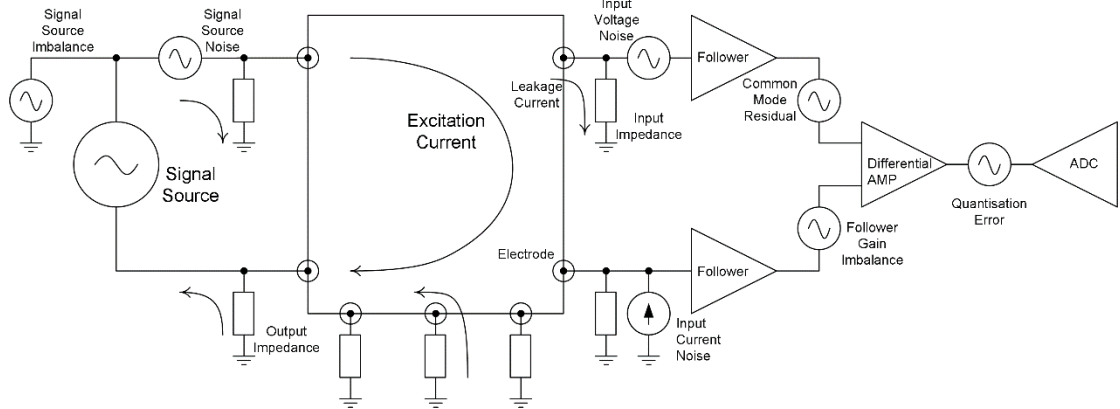 Signal
Source
Imbalance
Signal
Source
Noise
Input
Voltage
Noise
Follower
Leakage
Current
Input
Impedance
Common
Mode
Residual
Excitation
Current
Signal
Source
Differential
AMP
ADC
Quantisation
Error
Electrode
Follower
Follower
Gain
Imbalance
Output
Impedance
Input
Current
Noise